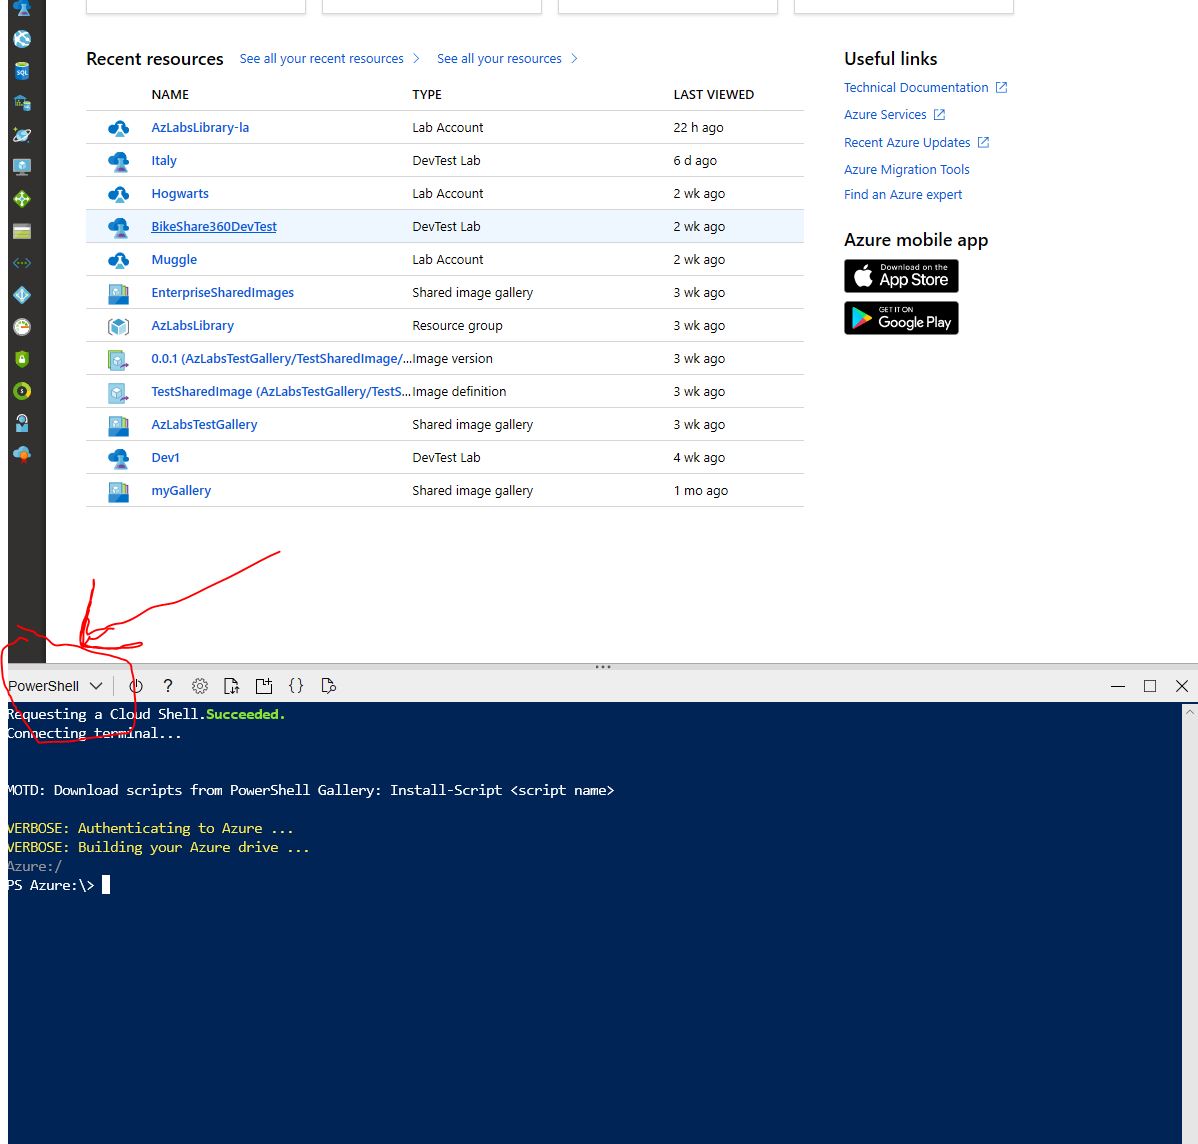 Recent resources See all your recent resources See all your resources
NAME TYPE LAST VIEWED
AzLabsLibrary-la Lab Account 22 h ago
Italy DevTest Lab 6 d ago
Hogwarts Lab Account 2 wk ago
BikeShare360DevTest DevTest Lab 2 wk ago
Muggle Lab Account 2 wk ago
EnterpriseSharedImages Shared image gallery 3 wk ago
AzLabsLibrary Resource group 3 wk ago
0.0.1 (AzLabsTestGallery/TestSharedImage/... Image version 3 wk ago
TestSharedImage (AzLabsTestGallery/TestS... Image definition 3 wk ago
AzLabsTestGallery Shared image gallery 3 wk ago
Dev1 DevTest Lab 4 wk ago
myGallery Shared image gallery 1 mo ago
Useful links
Technical Documentation
Azure Services
Recent Azure Updates
Azure Migration Tools
Find an Azure expert
Azure mobile app
Download on the
App Store
GET IT ON
Google Play
SQL
PowerShell ? {}
Requesting a Cloud Shell.Succeeded.
Connecting terminal...
MOTD: Download scripts from PowerShell Gallery: Install-Script <script name>
VERBOSE: Authenticating to Azure ...
VERBOSE: Building your Azure drive ...
Azure:/
PS Azure:\>